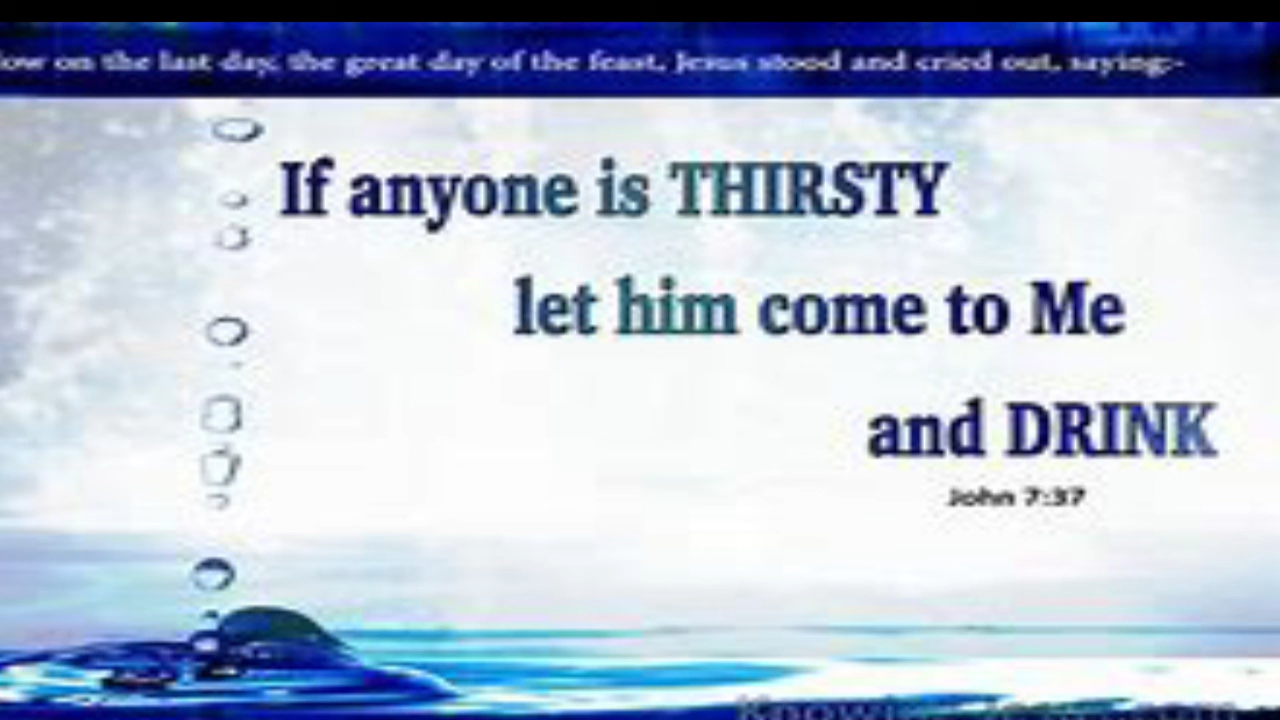 ow on the last day, the great day of the feast, Jesus stood and cried out, saying:-
If anyone is THIRSTY
let him come to Me
and DRINK
John 7:37